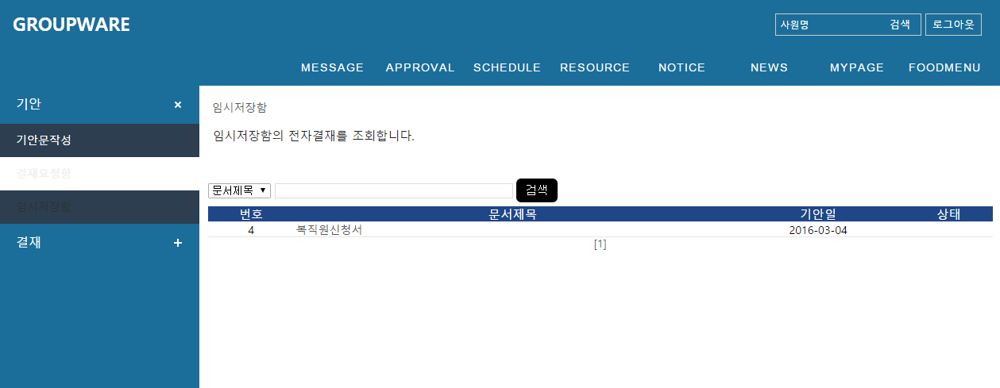 GROUPWARE
사원명 검색 로그아웃
MESSAGE APPROVAL SCHEDULE RESOURCE NOTICE NEWS MYPAGE FOODMENU
기안 ×
기안문작성
결재요청함
임시저장함
결재 +
임시저장함
임시저장함의 전자결재를 조회합니다.
문서제목 ▼ 검색
번호 문서제목 기안일 상태
4 복직원신청서 2016-03-04
[1]